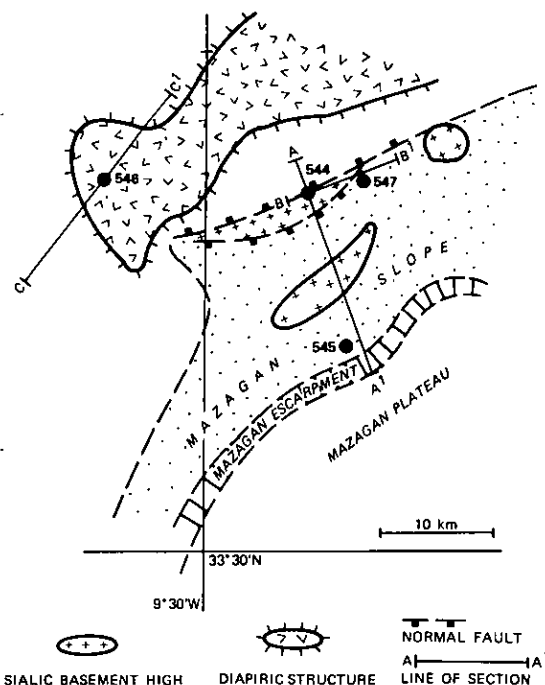 C¹
546
C
A
544
B¹
B
547
SLOPE
545
MAZAGAN
MAZAGAN ESCARPMENT
A¹
MAZAGAN PLATEAU
10 km
33°30'N
9°30'W
NORMAL FAULT
A A¹
SIALIC BASEMENT HIGH
DIAPIRIC STRUCTURE
LINE OF SECTION